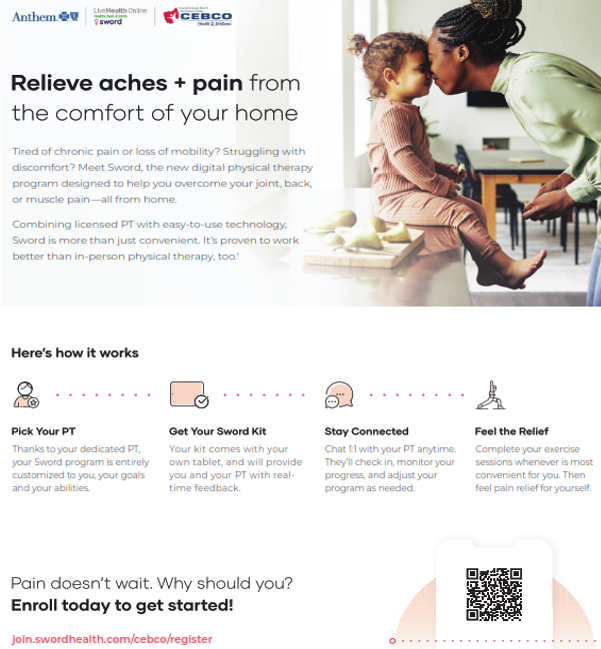 Anthem.
LiveHealth Online
sword
CEBCO
Health & Wellness
Relieve aches + pain from
the comfort of your home
Tired of chronic pain or loss of mobility? Struggling with
discomfort? Meet Sword, the new digital physical therapy
program designed to help you overcome your joint, back,
or muscle pain—all from home.
Combining licensed PT with easy-to-use technology,
Sword is more than just convenient. It's proven to work
better than in-person physical therapy, too.¹
Here's how it works
Pick Your PT
Thanks to your dedicated PT,
your Sword program is entirely
customized to you, your goals
and your abilities.
Get Your Sword Kit
Your kit comes with your
own tablet, and will provide
you and your PT with real-
time feedback.
Stay Connected
Chat 1:1 with your PT anytime.
They'll check in, monitor your
progress, and adjust your
program as needed.
Feel the Relief
Complete your exercise
sessions whenever is most
convenient for you. Then
feel pain relief for yourself.
Pain doesn't wait. Why should you?
Enroll today to get started!
join.swordhealth.com/cebco/register